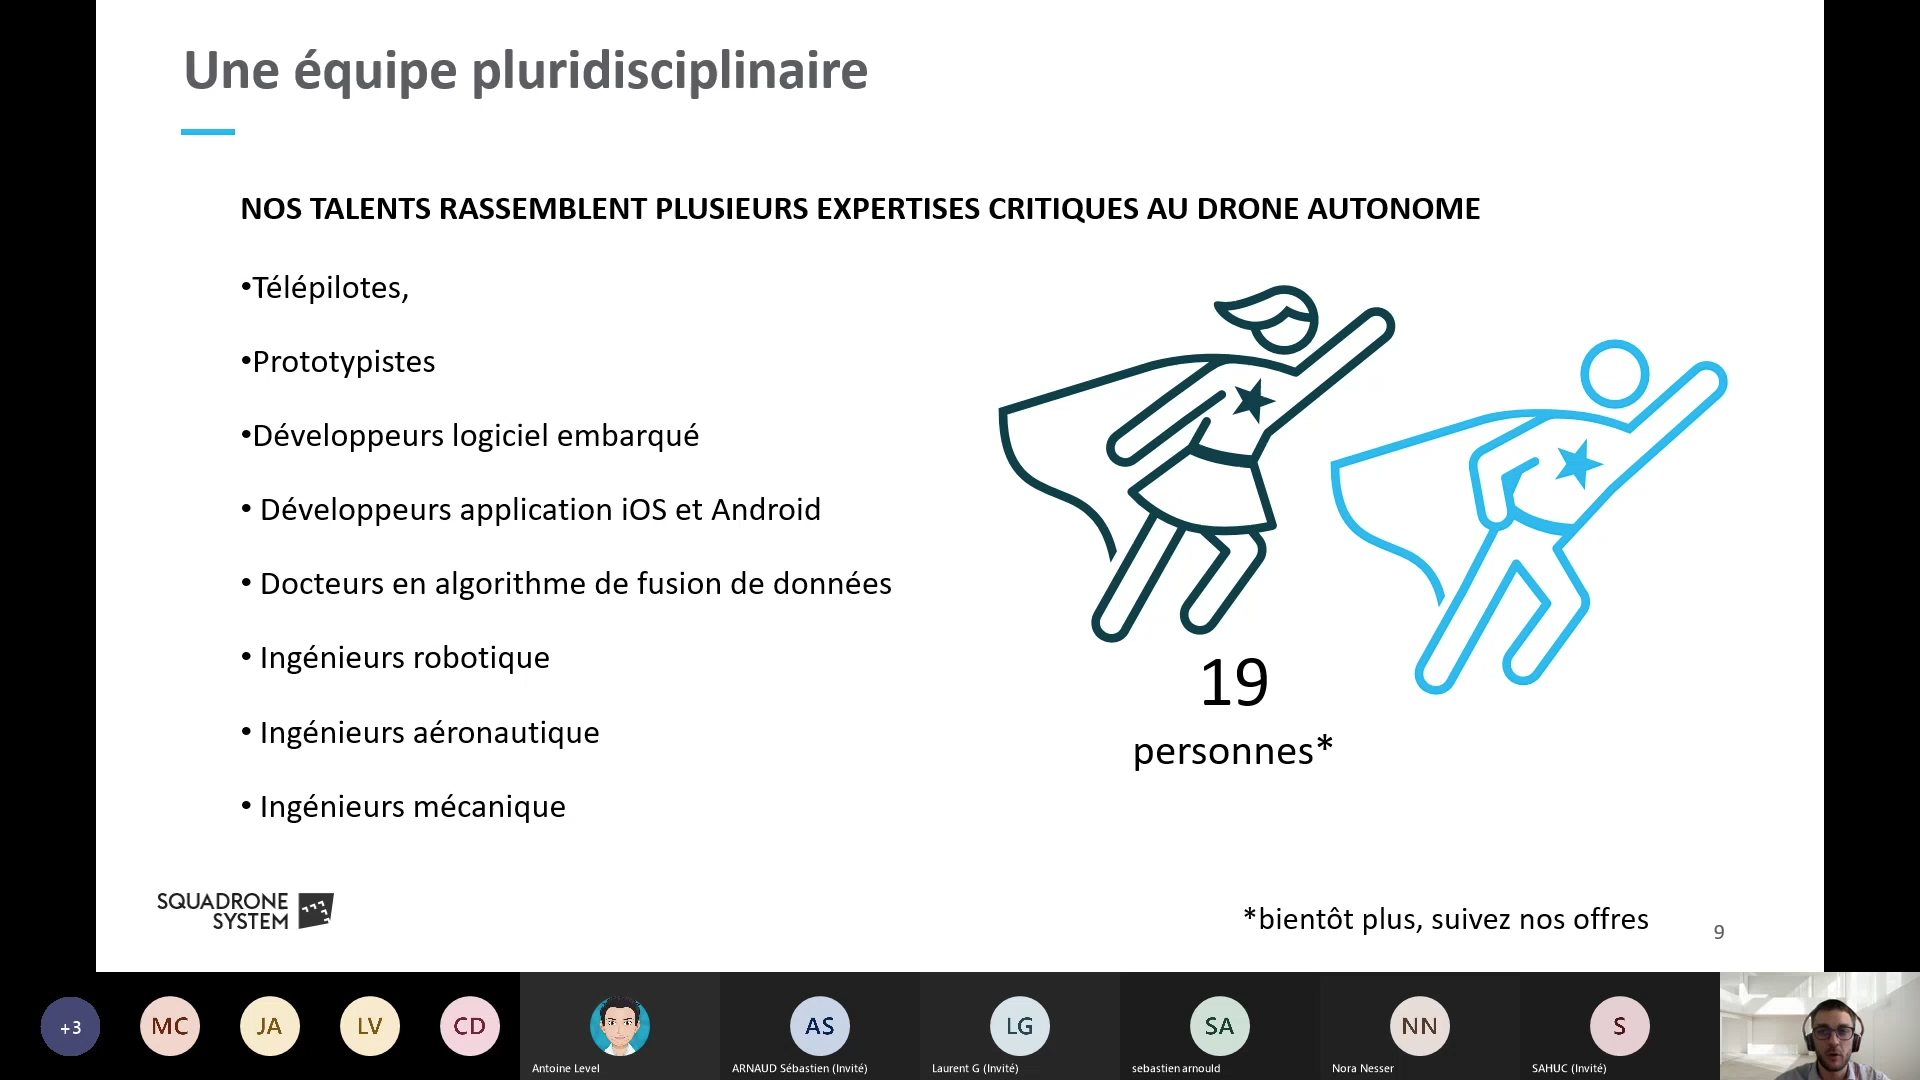 Une équipe pluridisciplinaire
NOS TALENTS RASSEMBLENT PLUSIEURS EXPERTISES CRITIQUES AU DRONE AUTONOME
•Télépilotes,
•Prototypistes
•Développeurs logiciel embarqué
• Développeurs application iOS et Android
• Docteurs en algorithme de fusion de données
• Ingénieurs robotique
• Ingénieurs aéronautique
• Ingénieurs mécanique
19
personnes*
SQUADRONE
SYSTEM
*bientôt plus, suivez nos offres
9
+3
MC
JA
LV
CD
Antoine Level
AS
ARNAUD Sébastien (Invité)
LG
Laurent G (Invité)
SA
sebastien arnould
NN
Nora Nesser
S
SAHUC (Invité)